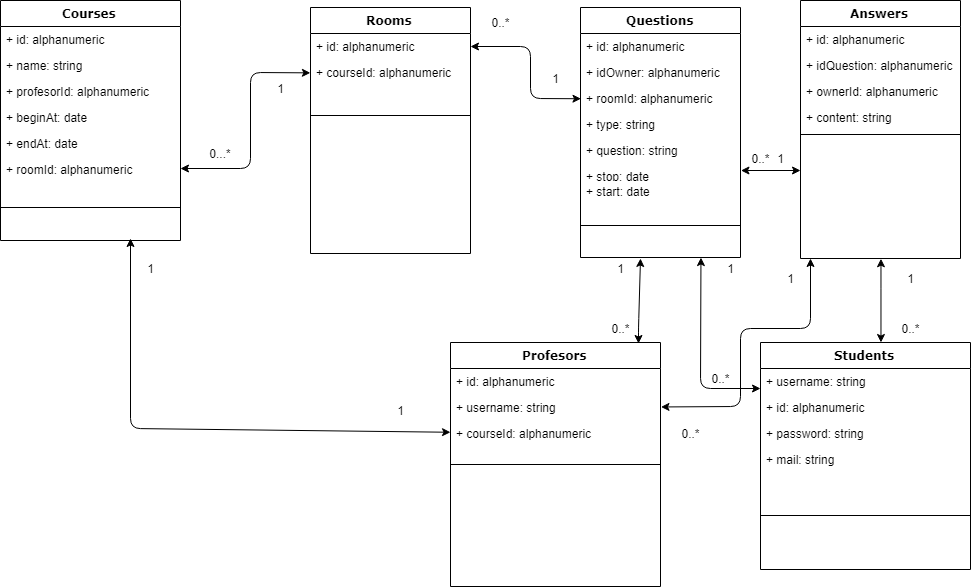 Courses
+ id: alphanumeric
+ name: string
+ profesorId: alphanumeric
+ beginAt: date
+ endAt: date
+ roomId: alphanumeric
Rooms
+ id: alphanumeric
+ courseId: alphanumeric
Questions
+ id: alphanumeric
+ idOwner: alphanumeric
+ roomId: alphanumeric
+ type: string
+ question: string
+ stop: date
+ start: date
Answers
+ id: alphanumeric
+ idQuestion: alphanumeric
+ ownerId: alphanumeric
+ content: string
0...*
1
0..*
1
0..*
1
1
1
1
0..*
1
0..*
1
0..*
1
0..*
Profesors
+ id: alphanumeric
+ username: string
+ courseId: alphanumeric
Students
+ username: string
+ id: alphanumeric
+ password: string
+ mail: string